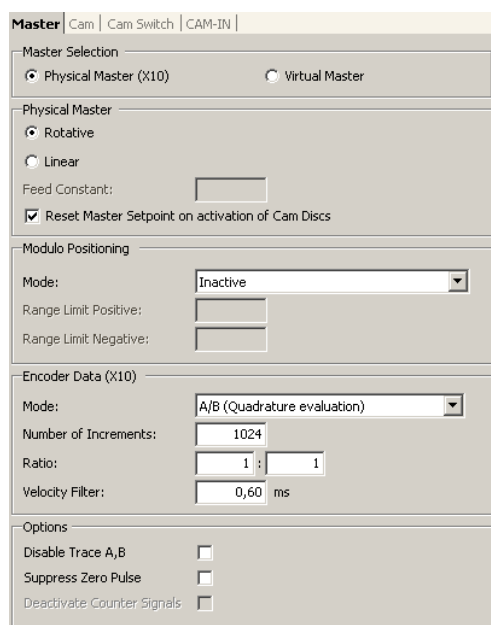 Master Cam Cam Switch CAM-IN
Master Selection
Physical Master (X10) Virtual Master
Physical Master
Rotative
Linear
Feed Constant:
Reset Master Setpoint on activation of Cam Discs
Modulo Positioning
Mode: Inactive
Range Limit Positive:
Range Limit Negative:
Encoder Data (X10)
Mode: A/B (Quadrature evaluation)
Number of Increments: 1024
Ratio: 1 : 1
Velocity Filter: 0,60 ms
Options
Disable Trace A,B
Suppress Zero Pulse
Deactivate Counter Signals